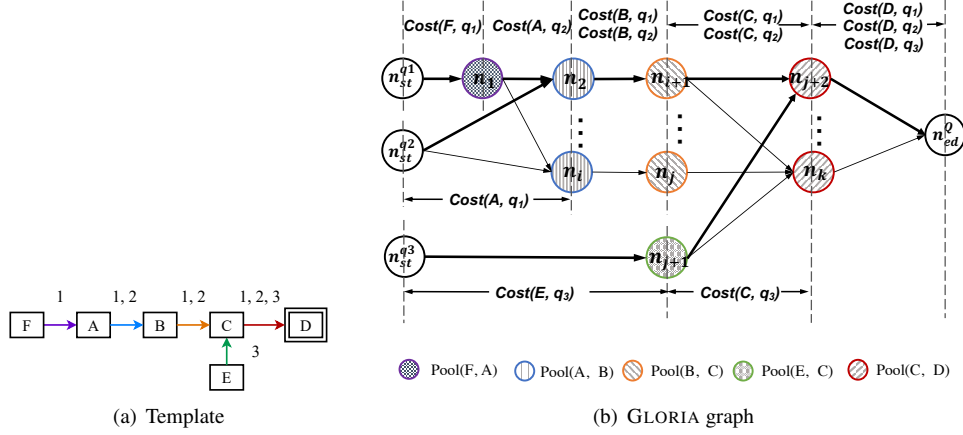 Cost(F, q₁)
Cost(A, q₂)
Cost(B, q₁)
Cost(B, q₂)
Cost(C, q₁)
Cost(C, q₂)
Cost(D, q₁)
Cost(D, q₂)
Cost(D, q₃)
n_st^q1
n₁
n₂
n_i+1
n_j+2
n_st^q2
n_i
n_j
n_k
n_ed^Q
Cost(A, q₁)
n_st^q3
n_j+1
Cost(E, q₃)
Cost(C, q₃)
1
1, 2
1, 2
1, 2, 3
F
A
B
C
D
3
E
Pool(F, A)
Pool(A, B)
Pool(B, C)
Pool(E, C)
Pool(C, D)
(a) Template
(b) GLORIA graph